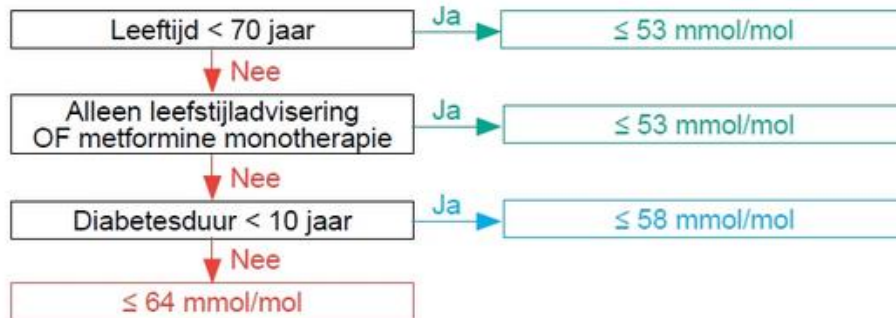 Leeftijd < 70 jaar
Ja
≤ 53 mmol/mol
Nee
Alleen leefstijladvisering
OF metformine monotherapie
Ja
≤ 53 mmol/mol
Nee
Diabetesduur < 10 jaar
Ja
≤ 58 mmol/mol
Nee
≤ 64 mmol/mol